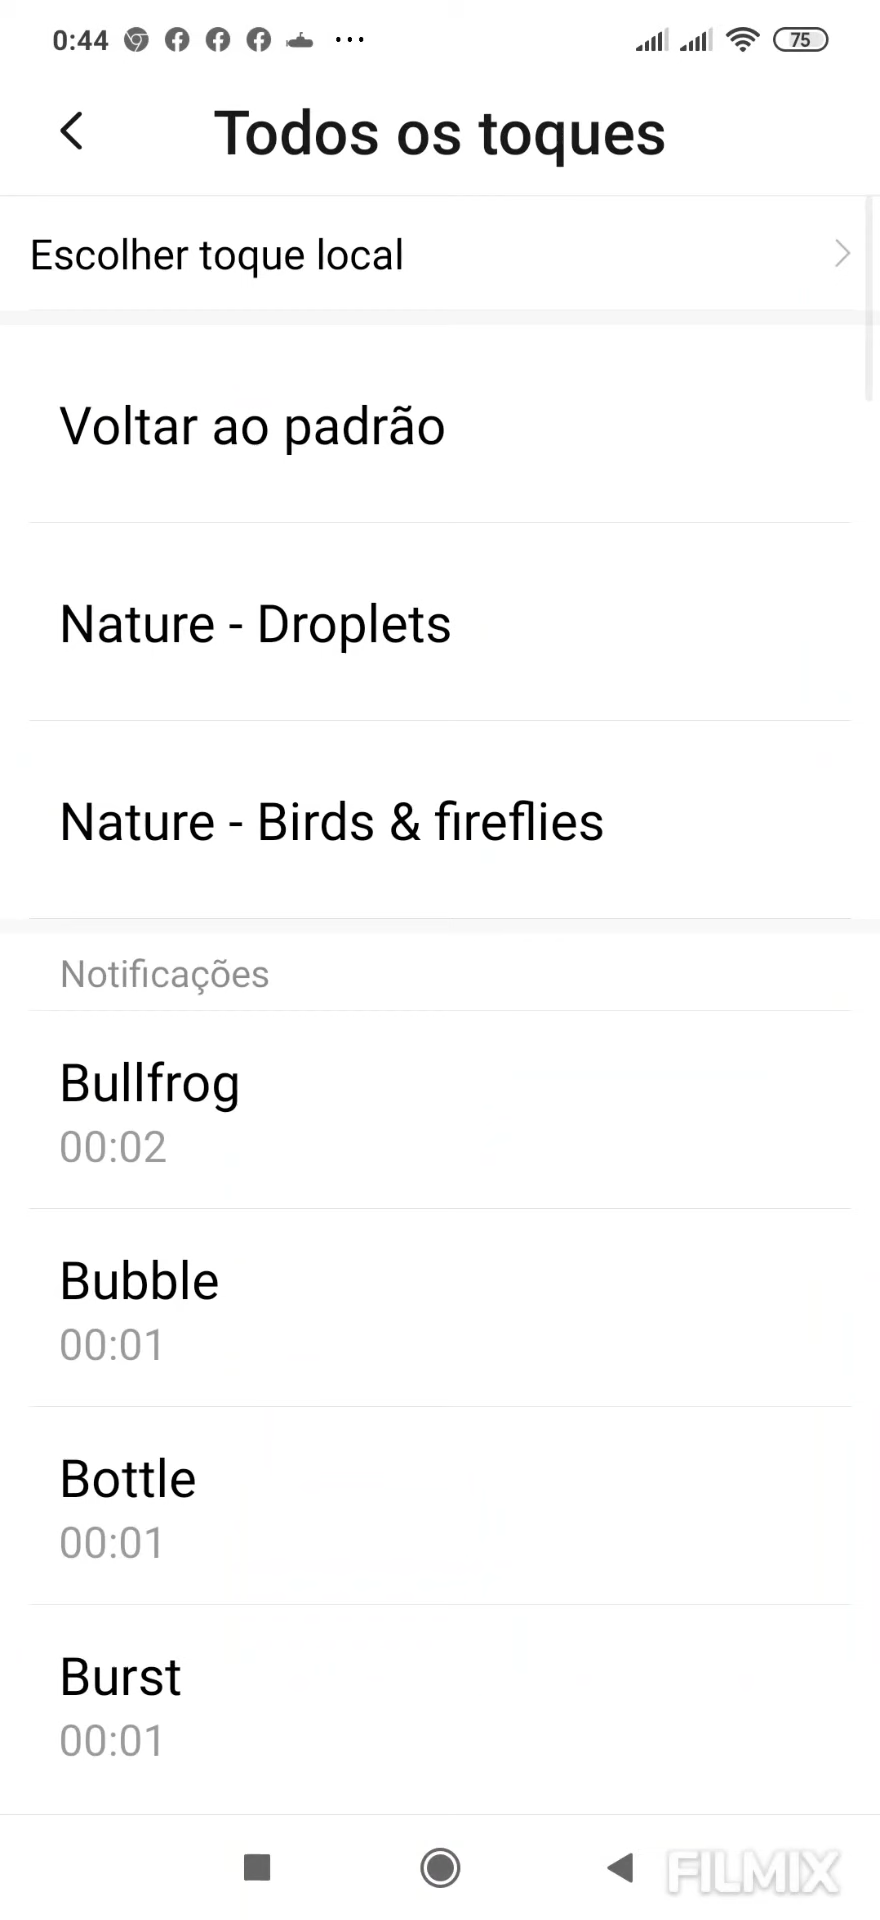 0:44
75
Todos os toques
Escolher toque local
Voltar ao padrão
Nature - Droplets
Nature - Birds & fireflies
Notificações
Bullfrog
00:02
Bubble
00:01
Bottle
00:01
Burst
00:01
FILMIX